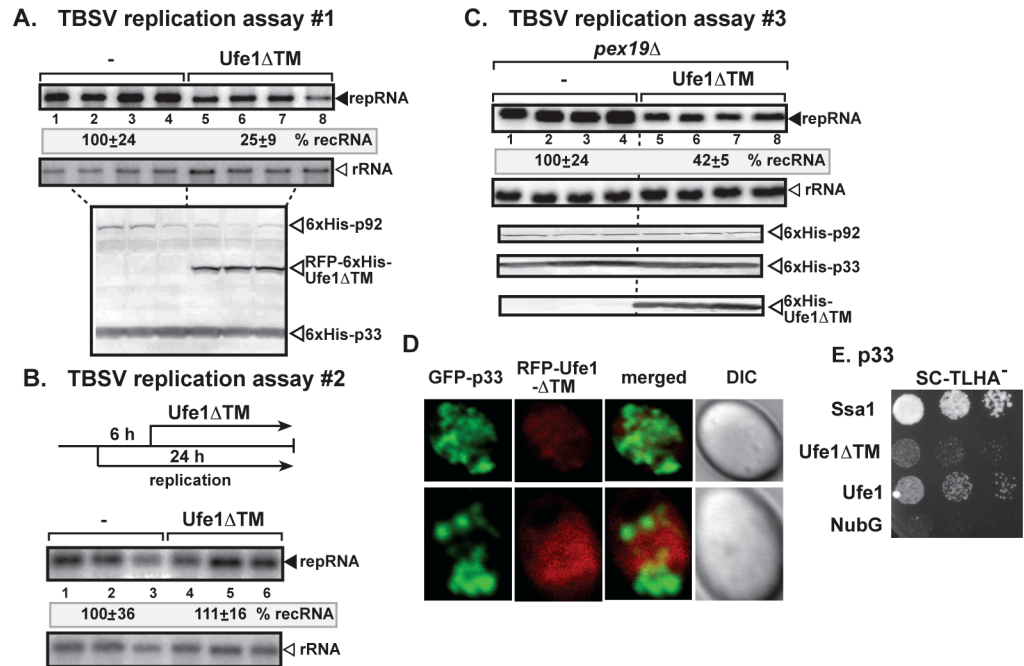 A. TBSV replication assay #1
- Ufe1ΔTM
repRNA
1 2 3 4 5 6 7 8
100±24 25±9 % recRNA
rRNA
6xHis-p92
RFP-6xHis-
Ufe1ΔTM
6xHis-p33
B. TBSV replication assay #2
Ufe1ΔTM
6 h
24 h
replication
- Ufe1ΔTM
repRNA
1 2 3 4 5 6
100±36 111±16 % recRNA
rRNA
C. TBSV replication assay #3
pex19Δ
- Ufe1ΔTM
repRNA
1 2 3 4 5 6 7 8
100±24 42±5 % recRNA
rRNA
6xHis-p92
6xHis-p33
6xHis-
Ufe1ΔTM
D
GFP-p33 RFP-Ufe1 merged DIC
-ΔTM
E. p33
SC-TLHA⁻
Ssa1
Ufe1ΔTM
Ufe1
NubG